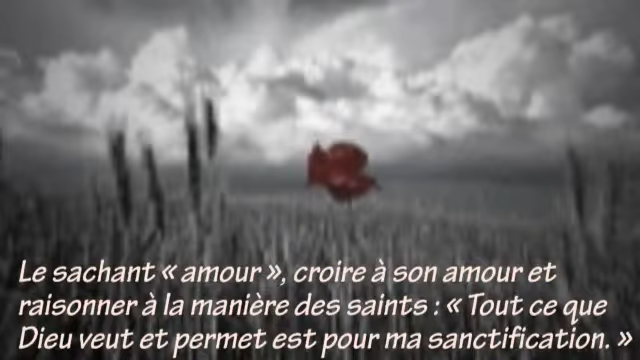 Le sachant « amour », croire à son amour et
raisonner à la manière des saints : « Tout ce que
Dieu veut et permet est pour ma sanctification. »